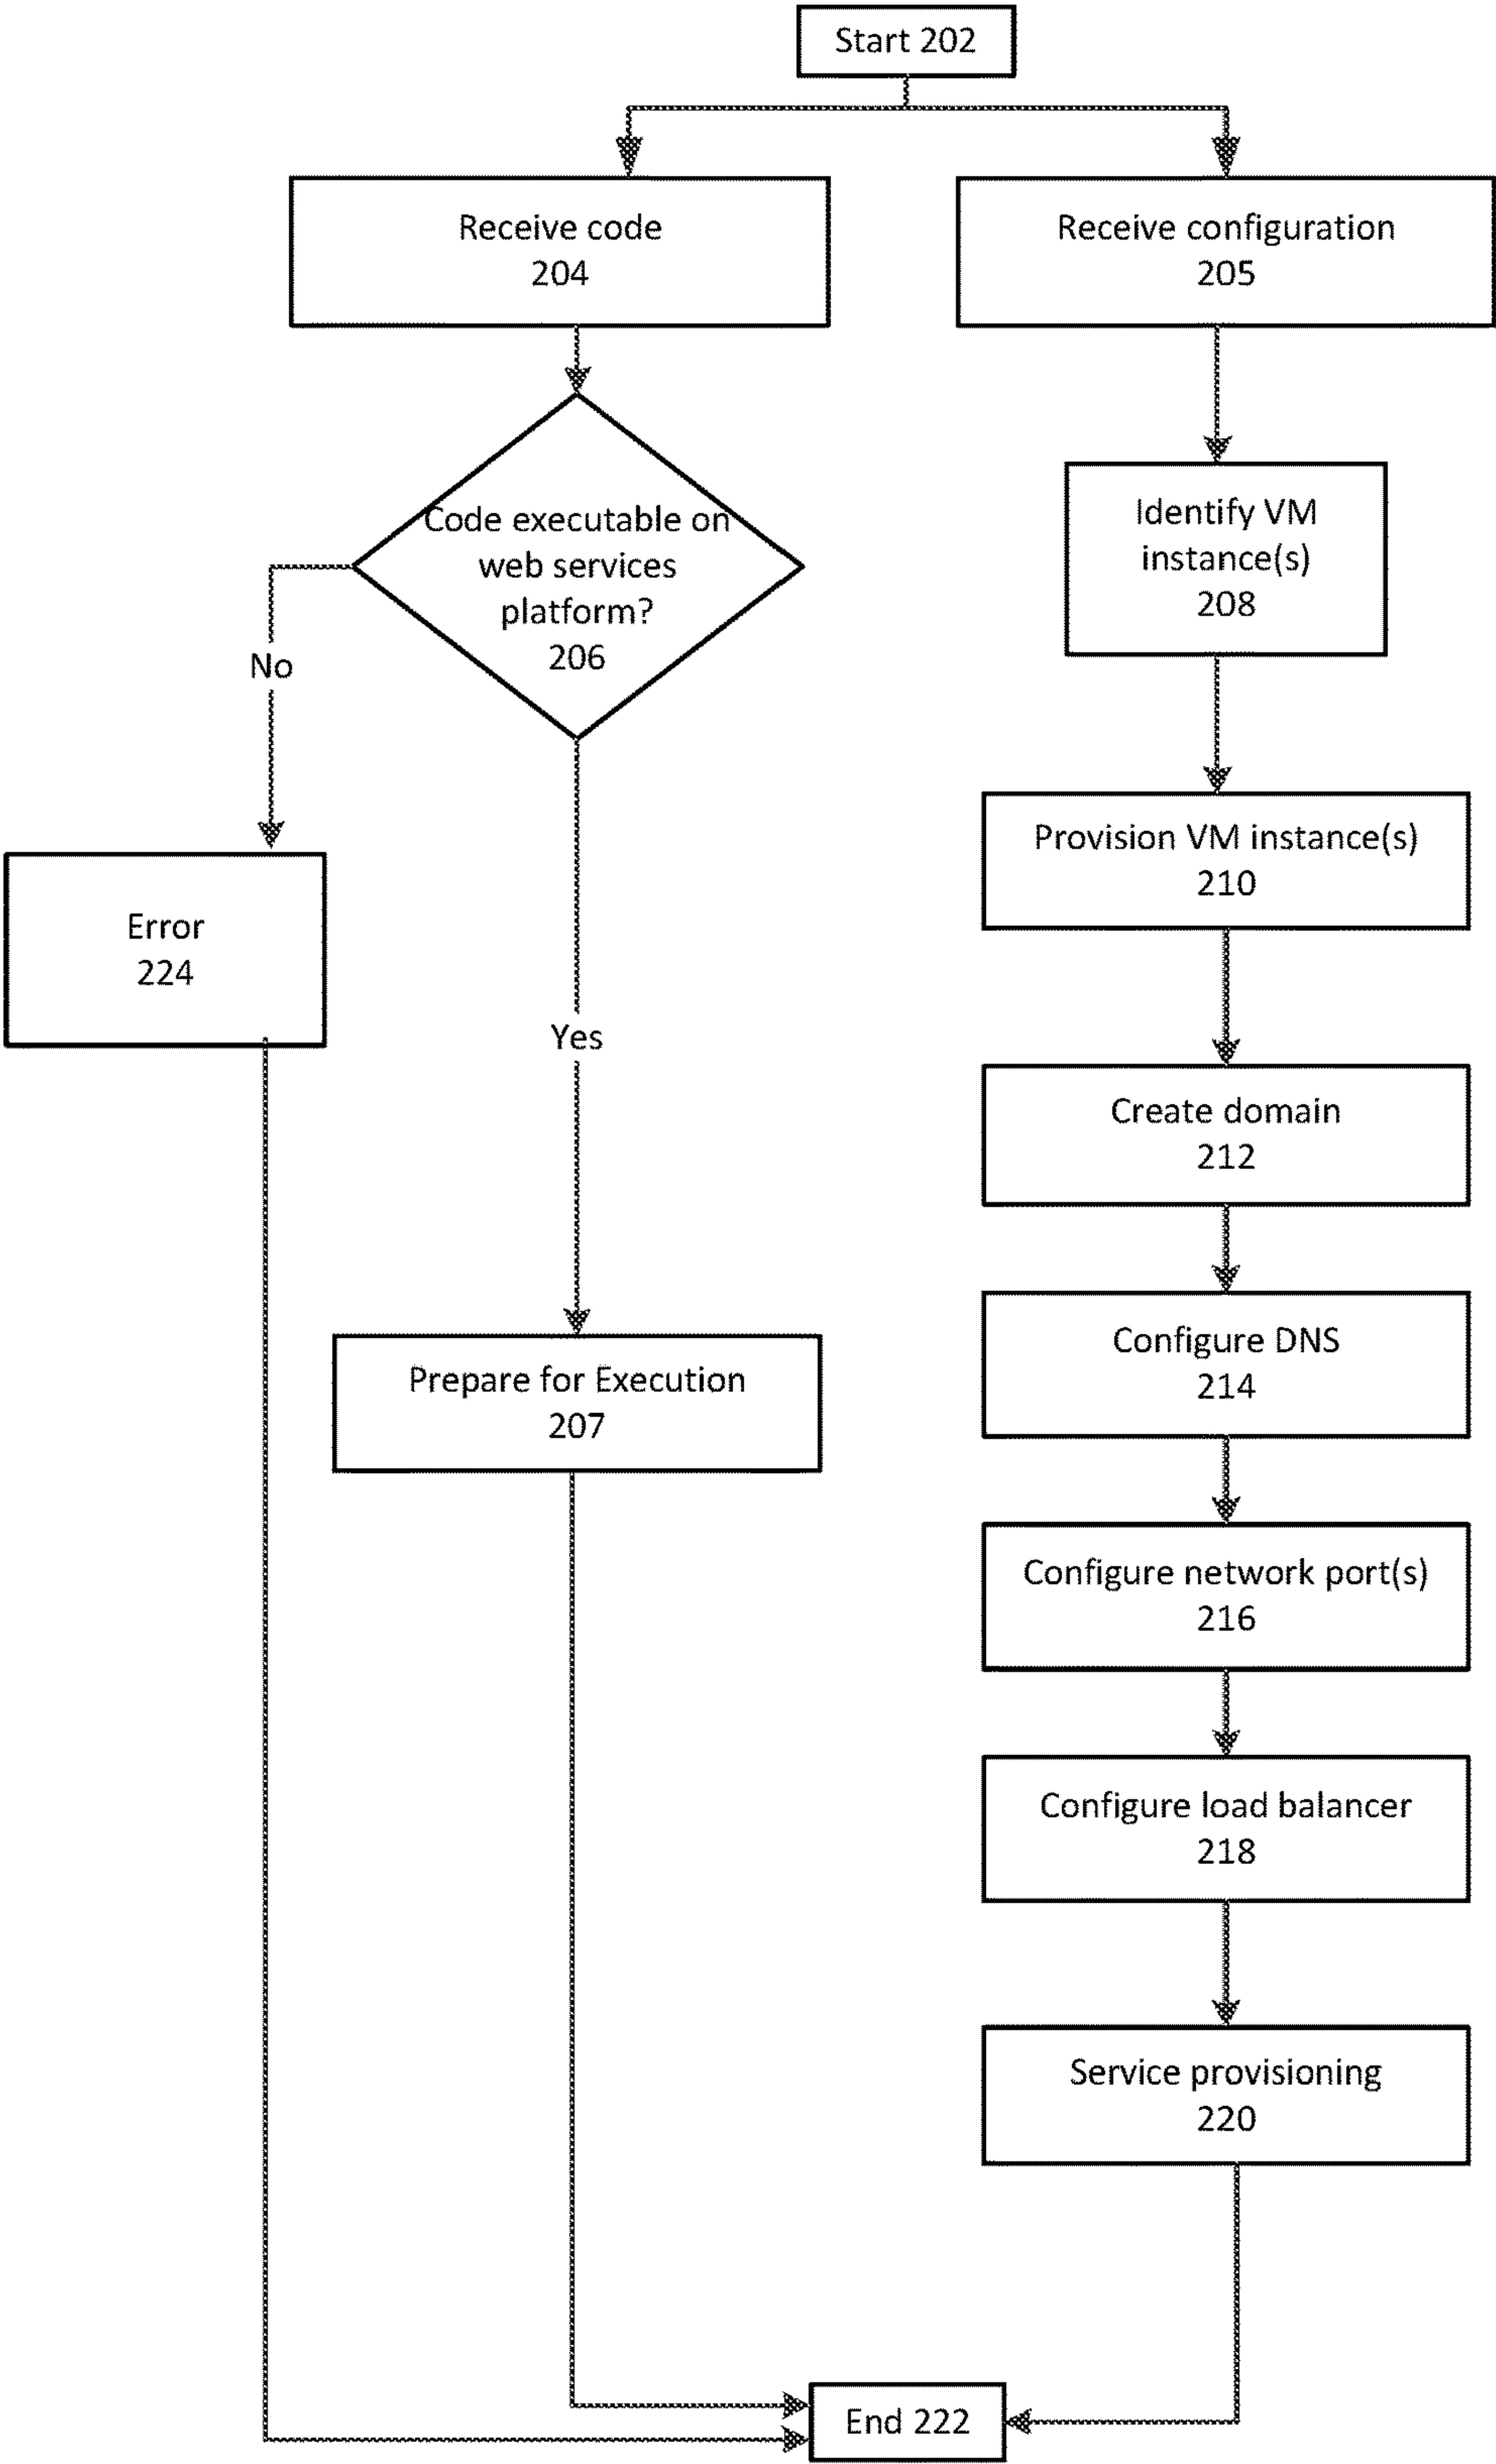 Start 202
Receive code
204
Receive configuration
205
Code executable on
web services
platform?
206
Identify VM
instance(s)
208
No
Provision VM instance(s)
210
Error
224
Yes
Create domain
212
Prepare for Execution
207
Configure DNS
214
Configure network port(s)
216
Configure load balancer
218
Service provisioning
220
End 222